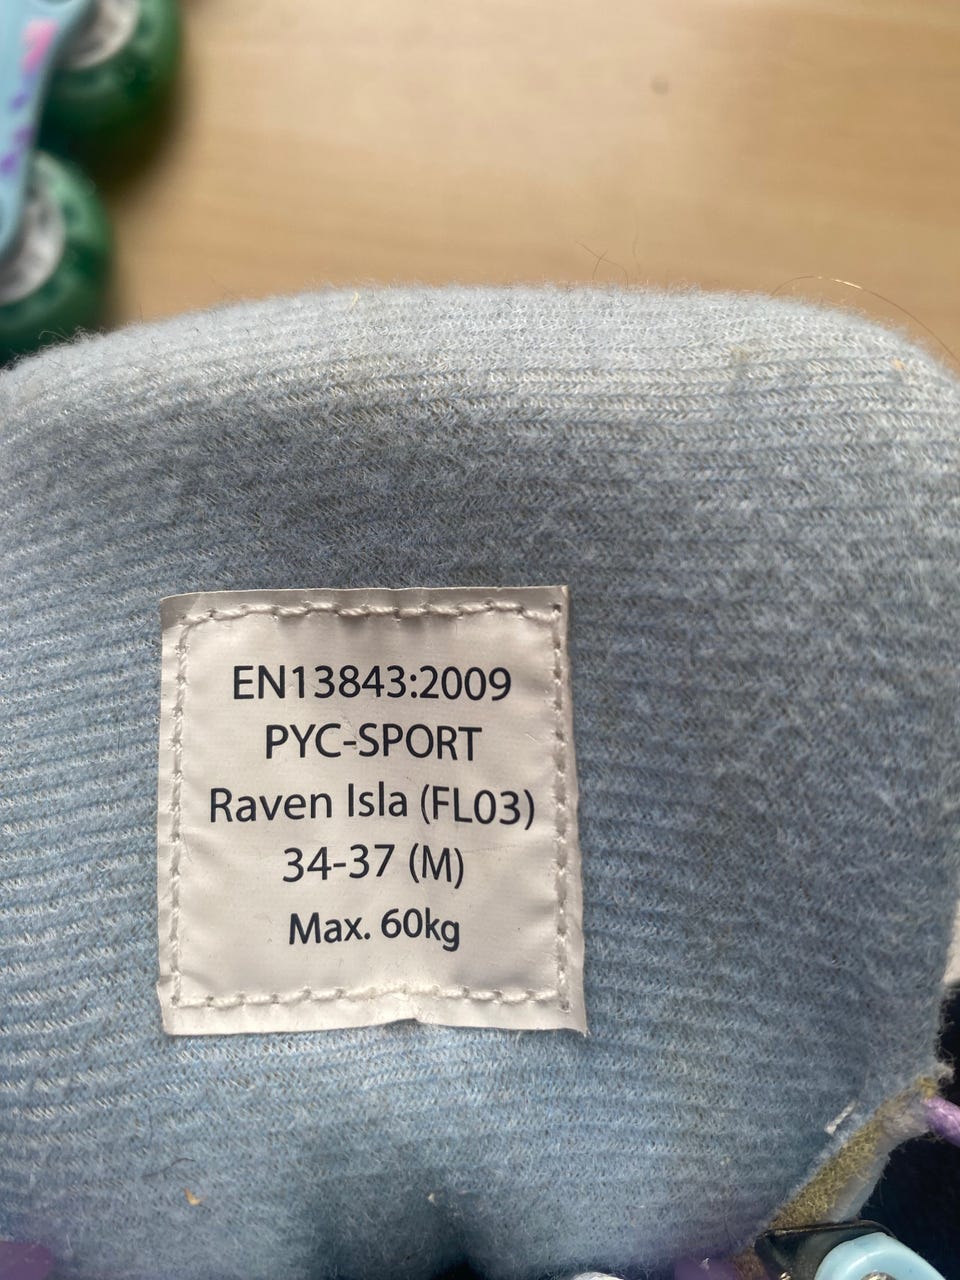 EN13843:2009
PYC-SPORT
Raven Isla (FL03)
34-37 (M)
Max. 60kg